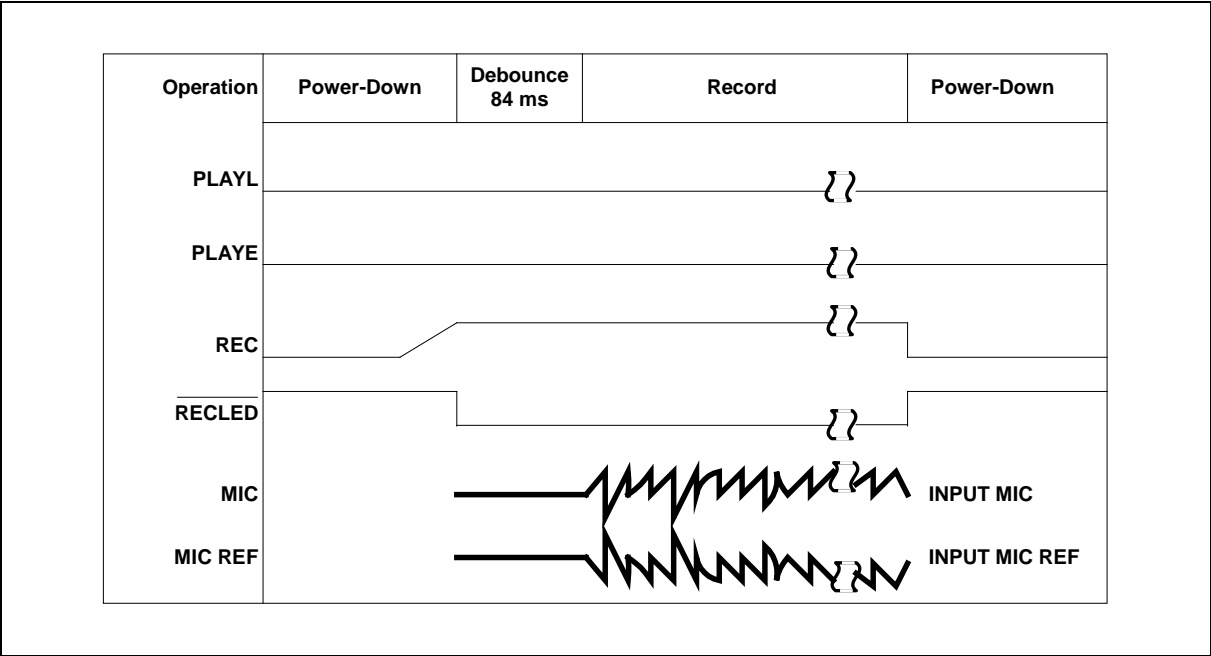 Operation Power-Down Debounce 84 ms Record Power-Down
PLAYL
PLAYE
REC
RECLED
MIC INPUT MIC
MIC REF INPUT MIC REF